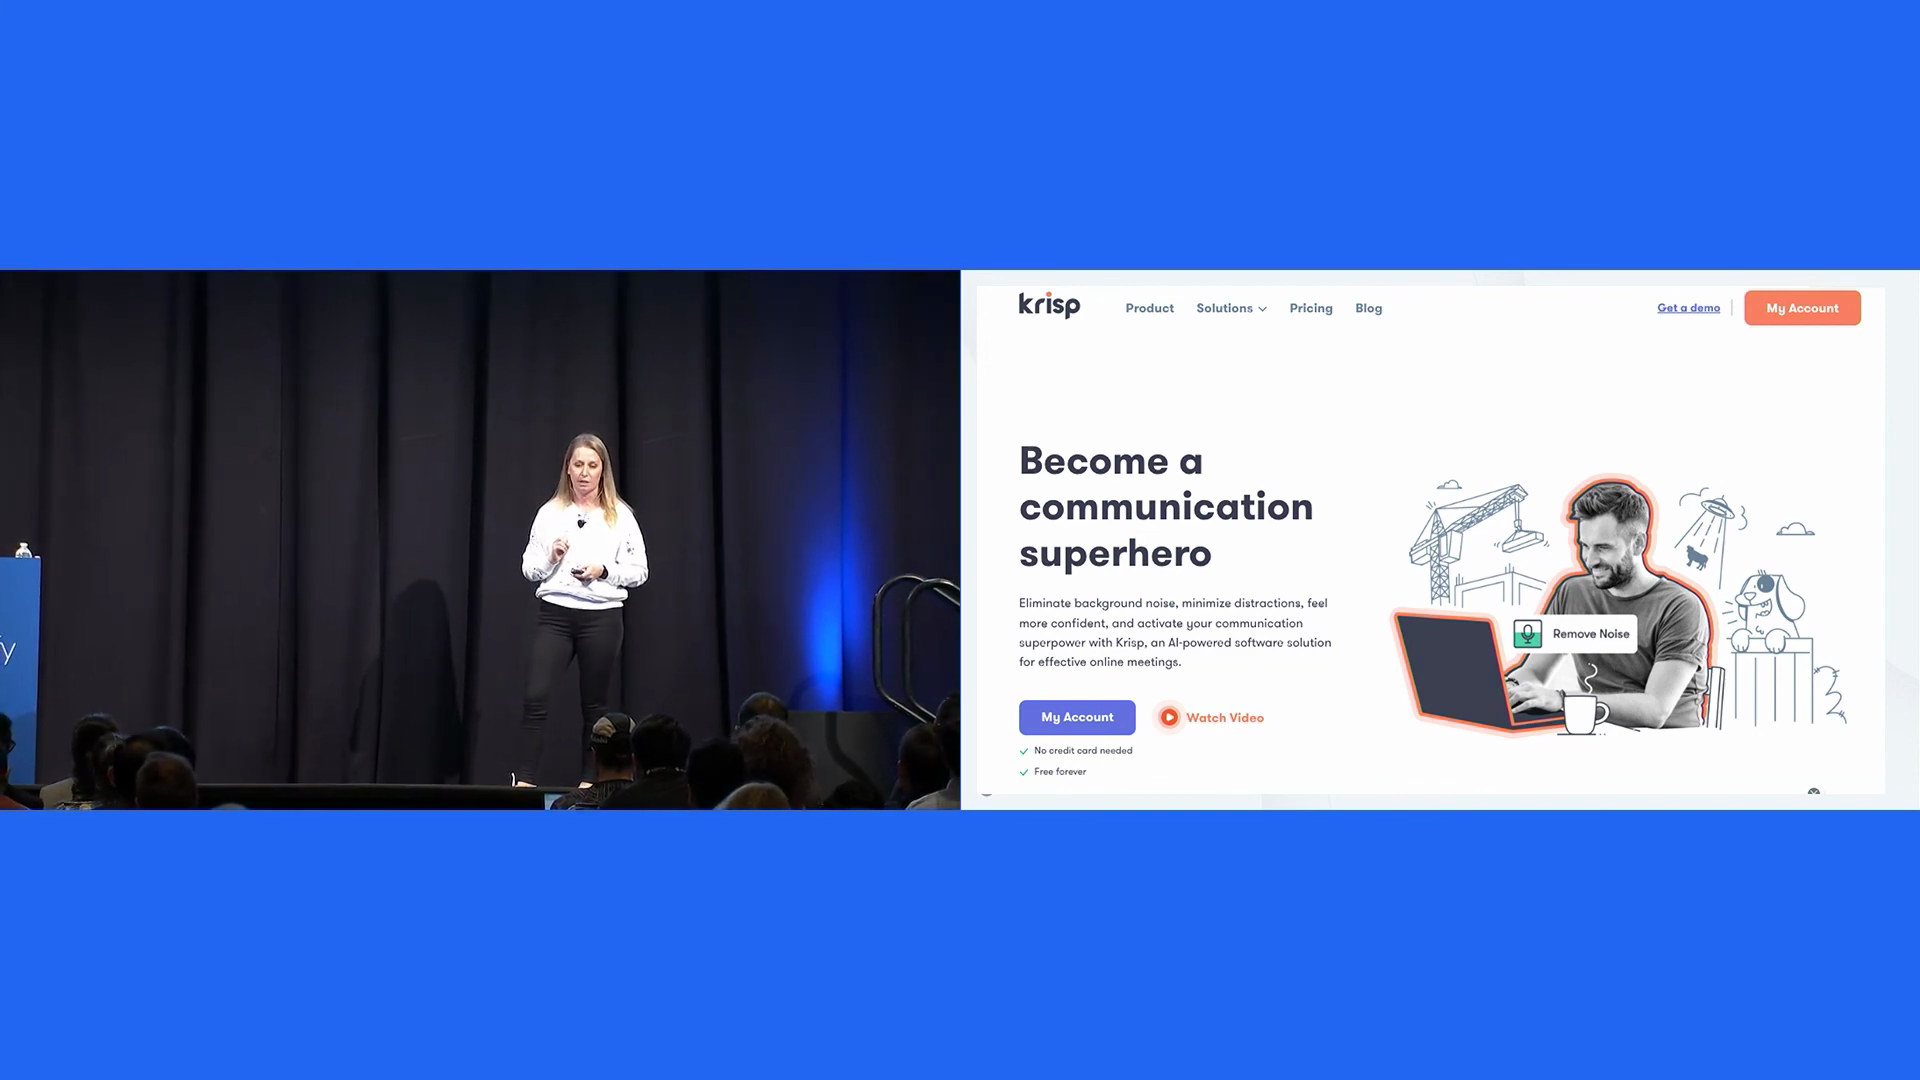 krisp
Product
Solutions
Pricing
Blog
Get a demo
My Account
Become a
communication
superhero
Eliminate background noise, minimize distractions, feel
more confident, and activate your communication
superpower with Krisp, an AI-powered software solution
for effective online meetings.
My Account
Watch Video
No credit card needed
Free forever
Remove Noise
fy